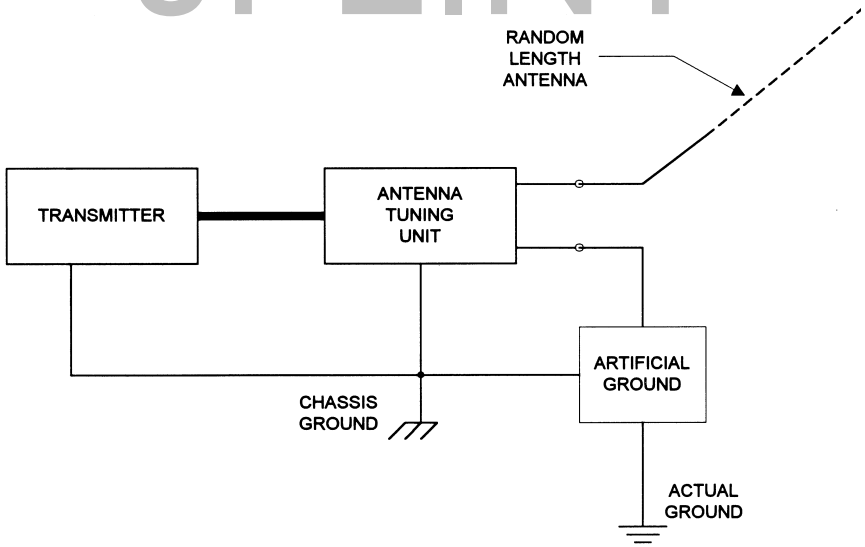 RANDOM
LENGTH
ANTENNA
TRANSMITTER
ANTENNA
TUNING
UNIT
ARTIFICIAL
GROUND
CHASSIS
GROUND
ACTUAL
GROUND